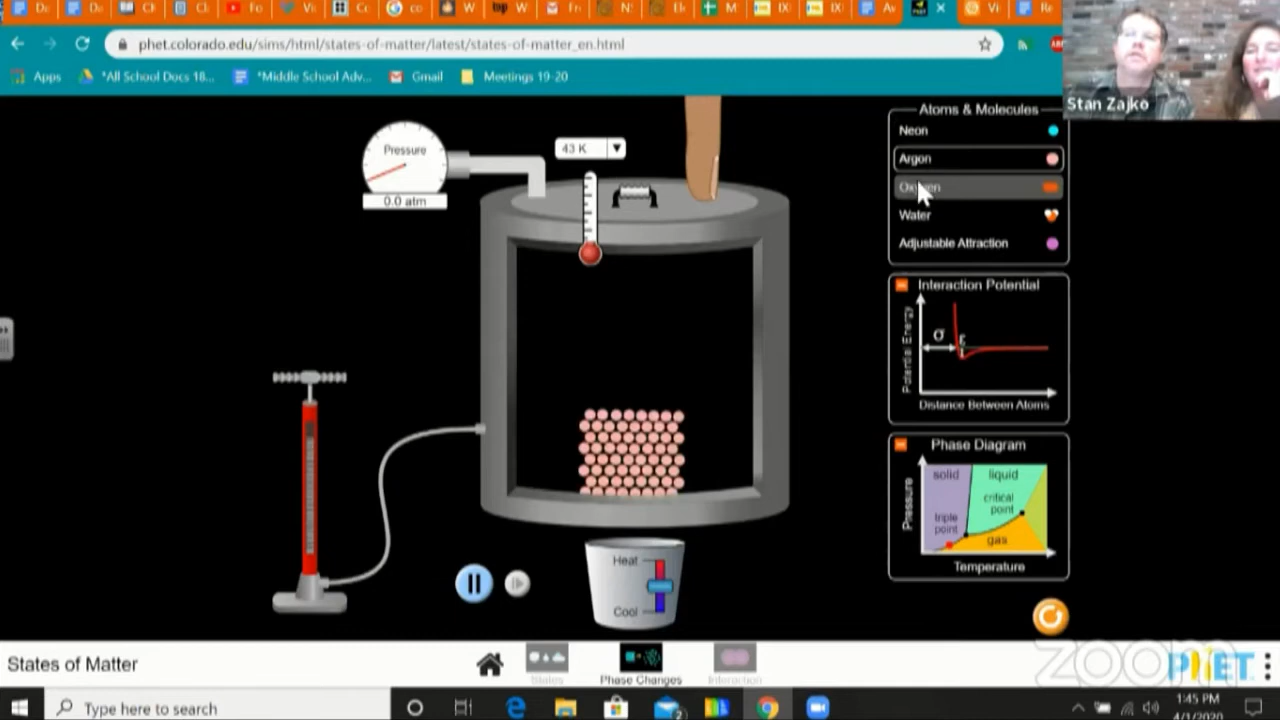 phet.colorado.edu/sims/html/states-of-matter/latest/states-of-matter_en.html
Apps
*All School Docs 18...
*Middle School Adv...
Gmail
Meetings 19-20
Stan Zajko
Pressure
0.0 atm
43 K
Atoms & Molecules
Neon
Argon
Oxygen
Water
Adjustable Attraction
Interaction Potential
Potential Energy
σ
ε
Distance Between Atoms
Phase Diagram
Pressure
solid
liquid
critical
point
triple
point
gas
Temperature
Heat
Cool
States of Matter
States
Phase Changes
Interaction
zoom
PhET
Type here to search
2
1:45 PM
4/1/2020